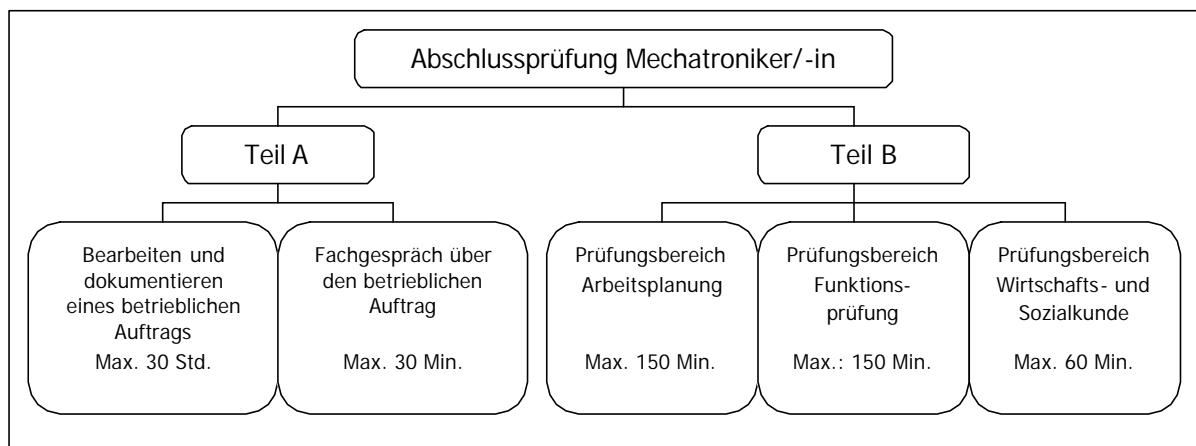 Abschlussprüfung Mechatroniker/-in
Teil A
Teil B
Bearbeiten und
dokumentieren
eines betrieblichen
Auftrags
Max. 30 Std.
Fachgespräch über
den betrieblichen
Auftrag
Max. 30 Min.
Prüfungsbereich
Arbeitsplanung
Max. 150 Min.
Prüfungsbereich
Funktions-
prüfung
Max.: 150 Min.
Prüfungsbereich
Wirtschafts- und
Sozialkunde
Max. 60 Min.